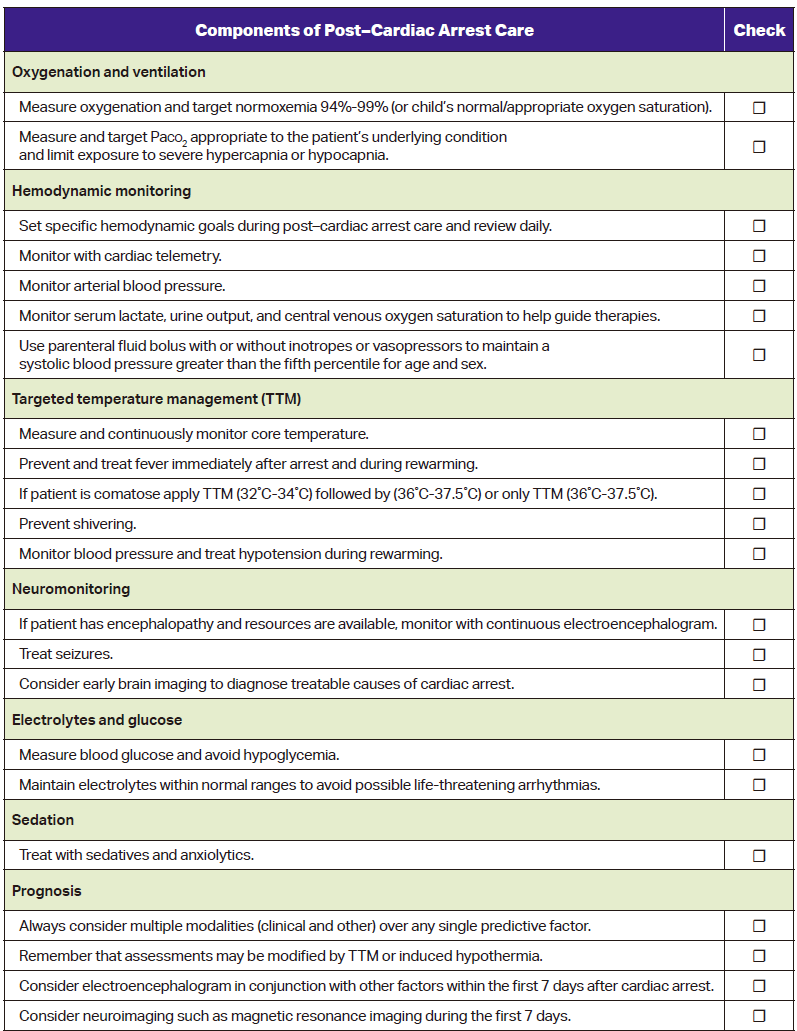 Components of Post–Cardiac Arrest Care Check
Oxygenation and ventilation
Measure oxygenation and target normoxemia 94%-99% (or child's normal/appropriate oxygen saturation). ❒
Measure and target Paco2 appropriate to the patient's underlying condition
and limit exposure to severe hypercapnia or hypocapnia. ❒
Hemodynamic monitoring
Set specific hemodynamic goals during post–cardiac arrest care and review daily. ❒
Monitor with cardiac telemetry. ❒
Monitor arterial blood pressure. ❒
Monitor serum lactate, urine output, and central venous oxygen saturation to help guide therapies. ❒
Use parenteral fluid bolus with or without inotropes or vasopressors to maintain a
systolic blood pressure greater than the fifth percentile for age and sex. ❒
Targeted temperature management (TTM)
Measure and continuously monitor core temperature. ❒
Prevent and treat fever immediately after arrest and during rewarming. ❒
If patient is comatose apply TTM (32˚C-34˚C) followed by (36˚C-37.5˚C) or only TTM (36˚C-37.5˚C). ❒
Prevent shivering. ❒
Monitor blood pressure and treat hypotension during rewarming. ❒
Neuromonitoring
If patient has encephalopathy and resources are available, monitor with continuous electroencephalogram. ❒
Treat seizures. ❒
Consider early brain imaging to diagnose treatable causes of cardiac arrest. ❒
Electrolytes and glucose
Measure blood glucose and avoid hypoglycemia. ❒
Maintain electrolytes within normal ranges to avoid possible life-threatening arrhythmias. ❒
Sedation
Treat with sedatives and anxiolytics. ❒
Prognosis
Always consider multiple modalities (clinical and other) over any single predictive factor. ❒
Remember that assessments may be modified by TTM or induced hypothermia. ❒
Consider electroencephalogram in conjunction with other factors within the first 7 days after cardiac arrest. ❒
Consider neuroimaging such as magnetic resonance imaging during the first 7 days. ❒